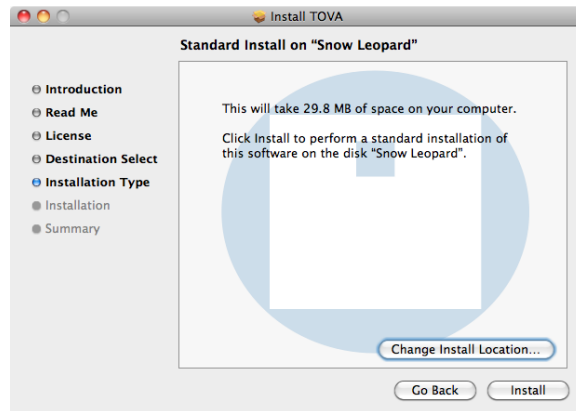 Install TOVA
Standard Install on “Snow Leopard”
Introduction
Read Me
License
Destination Select
Installation Type
Installation
Summary
This will take 29.8 MB of space on your computer.
Click Install to perform a standard installation of
this software on the disk “Snow Leopard”.
Change Install Location...
Go Back
Install